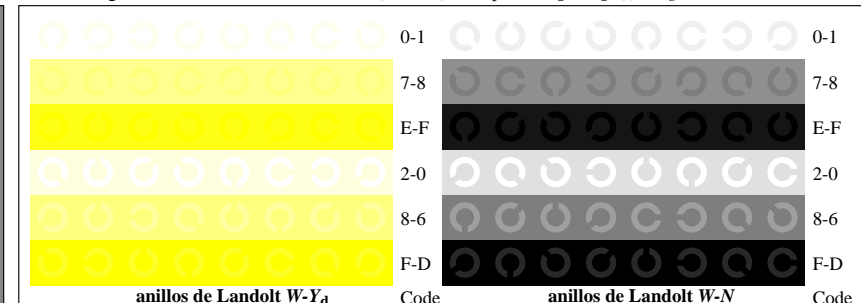 0-1 0-1
7-8 7-8
E-F E-F
2-0 2-0
8-6 8-6
F-D F-D
anillos de Landolt W-Yd Code anillos de Landolt W-N Code